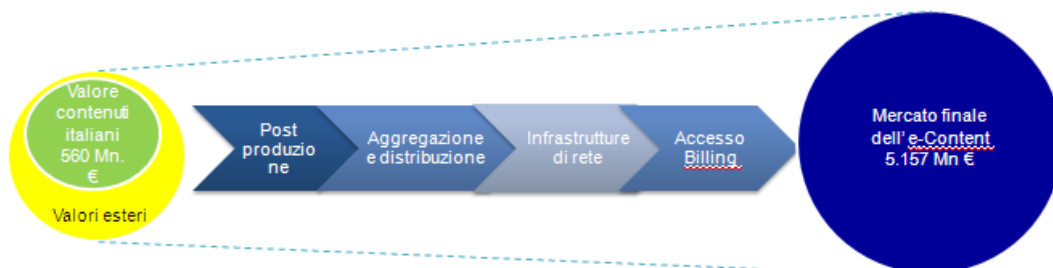 Valore
contenuti
italiani
560 Mn.
€
Valori esteri
Post
produzio
ne
Aggregazione
e distribuzione
Infrastrutture
di rete
Accesso
Billing
Mercato finale
dell' e-Content
5.157 Mn €